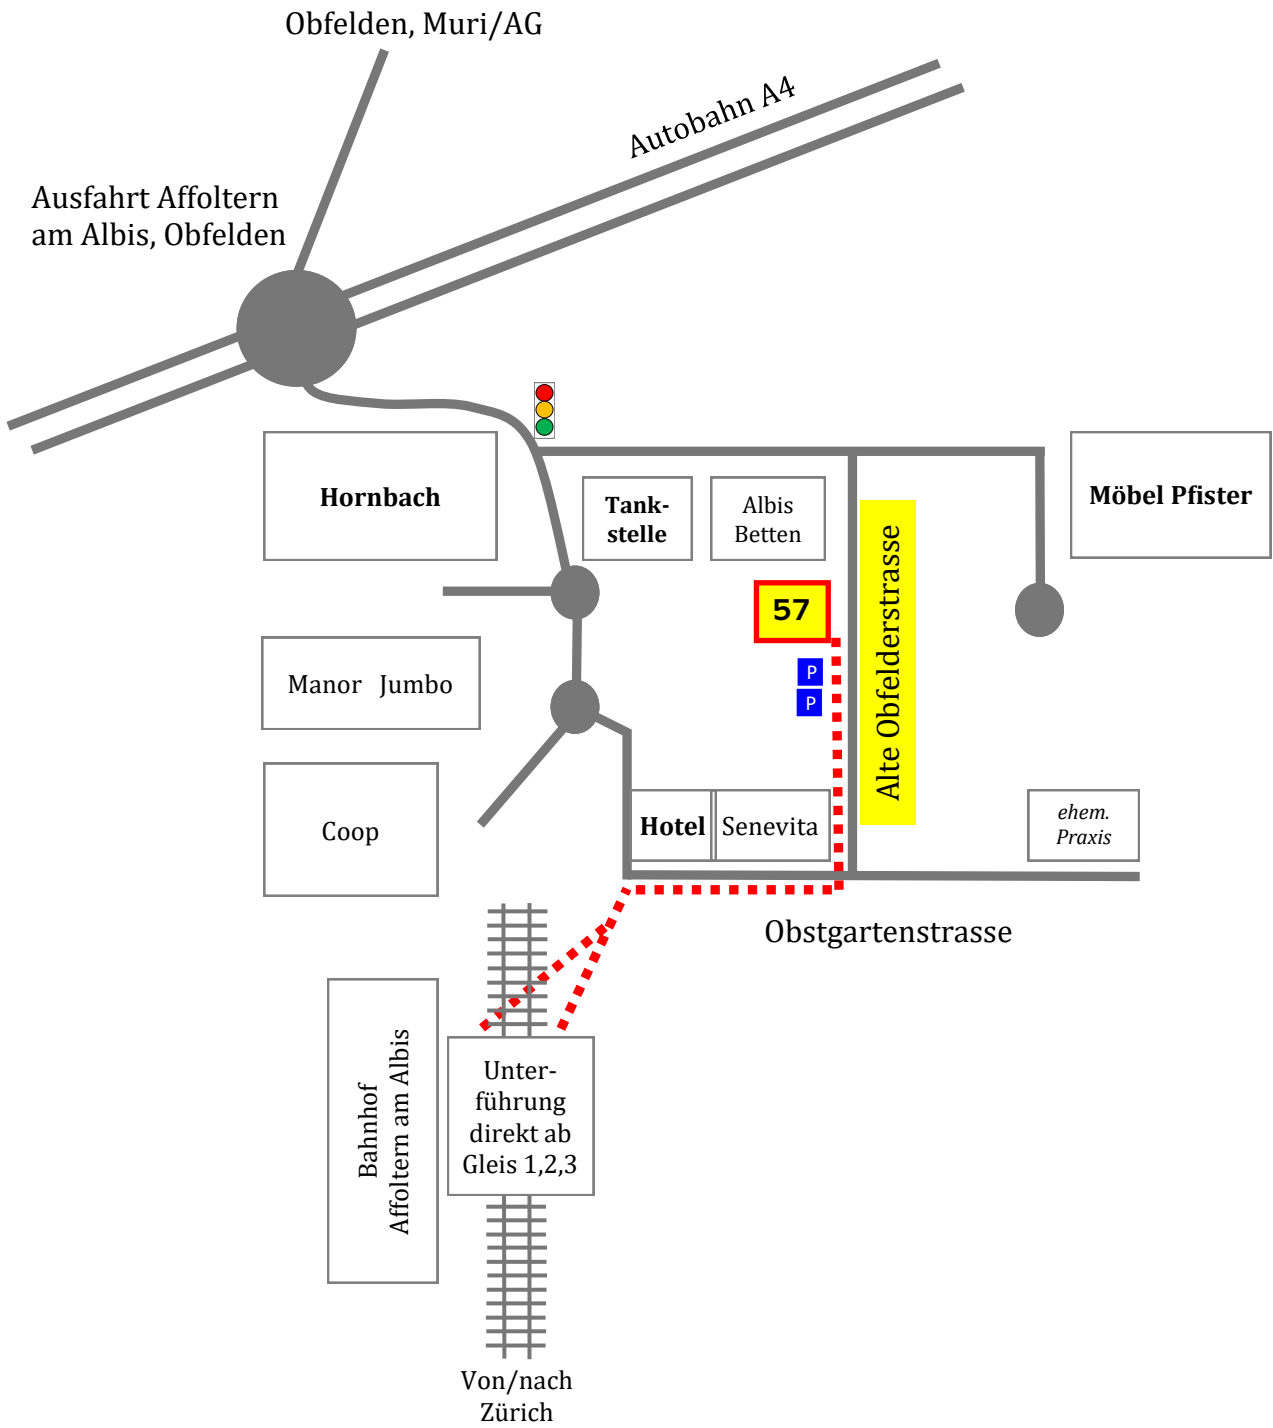 Obfelden, Muri/AG
Autobahn A4
Ausfahrt Affoltern
am Albis, Obfelden
Hornbach
Tank-
stelle
Albis
Betten
Möbel Pfister
57
Alte Obfelderstrasse
P
P
Manor Jumbo
Coop
Hotel
Senevita
ehem.
Praxis
Obstgartenstrasse
Bahnhof
Affoltern am Albis
Unter-
führung
direkt ab
Gleis 1,2,3
Von/nach
Zürich